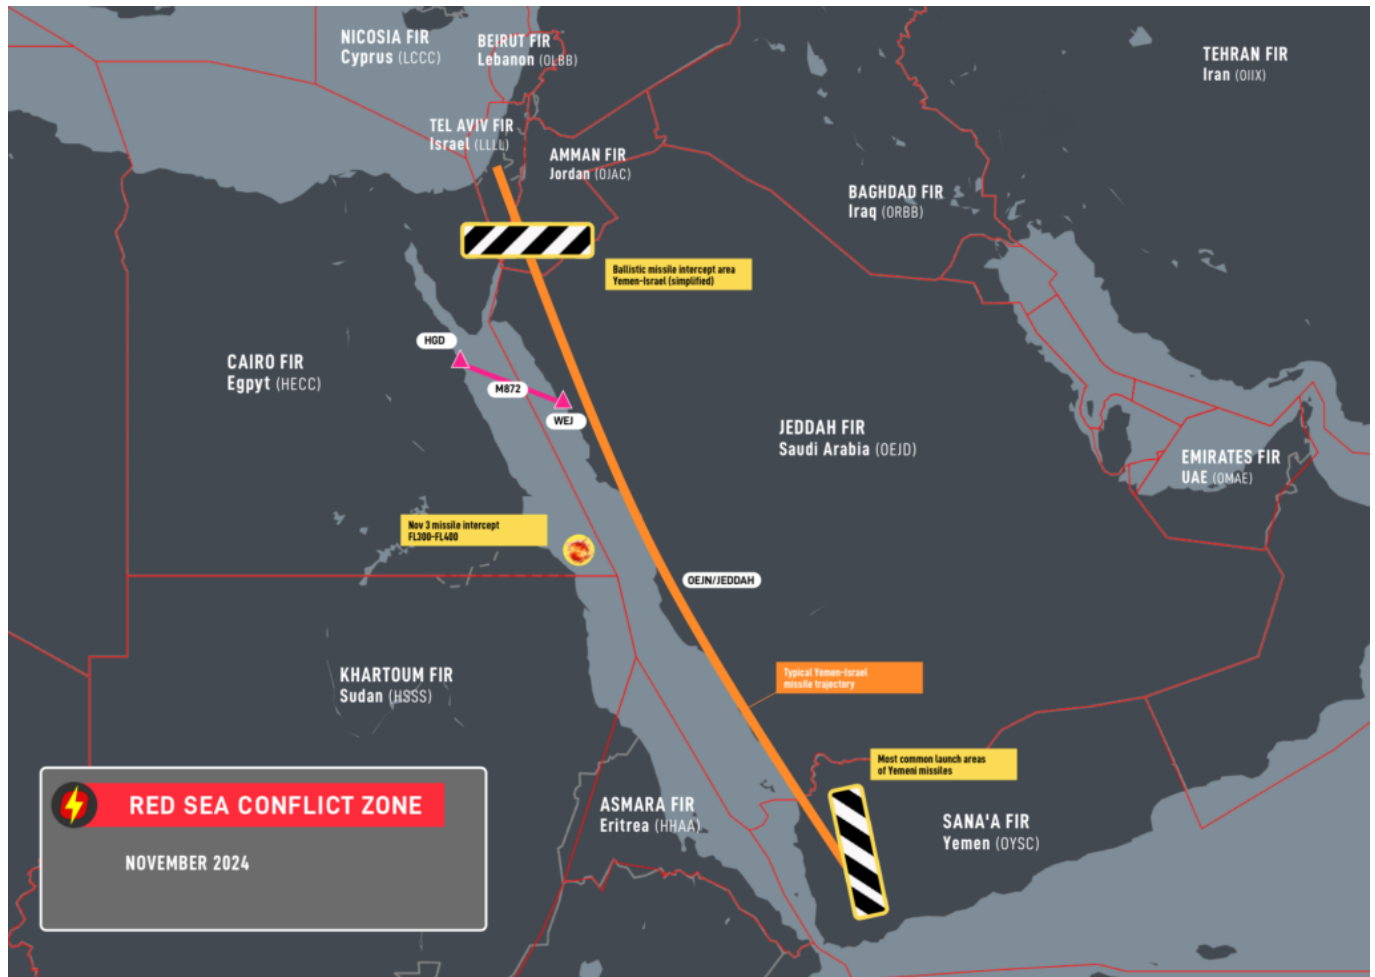 NICOSIA FIR
Cyprus (LCCC)
BEIRUT FIR
Lebanon (OLBB)
TEHRAN FIR
Iran (OIIX)
TEL AVIV FIR
Israel (LLLL)
AMMAN FIR
Jordan (OJAC)
BAGHDAD FIR
Iraq (ORBB)
Ballistic missile intercept area
Yemen-Israel (simplified)
HGD
CAIRO FIR
Egpyt (HECC)
M872
WEJ
JEDDAH FIR
Saudi Arabia (OEJD)
EMIRATES FIR
UAE (OMAE)
Nov 3 missile intercept
FL300-FL400
OEJN/JEDDAH
KHARTOUM FIR
Sudan (HSSS)
Typical Yemen-Israel
missile trajectory
Most common launch areas
of Yemeni missiles
RED SEA CONFLICT ZONE
NOVEMBER 2024
ASMARA FIR
Eritrea (HHAA)
SANA'A FIR
Yemen (OYSC)